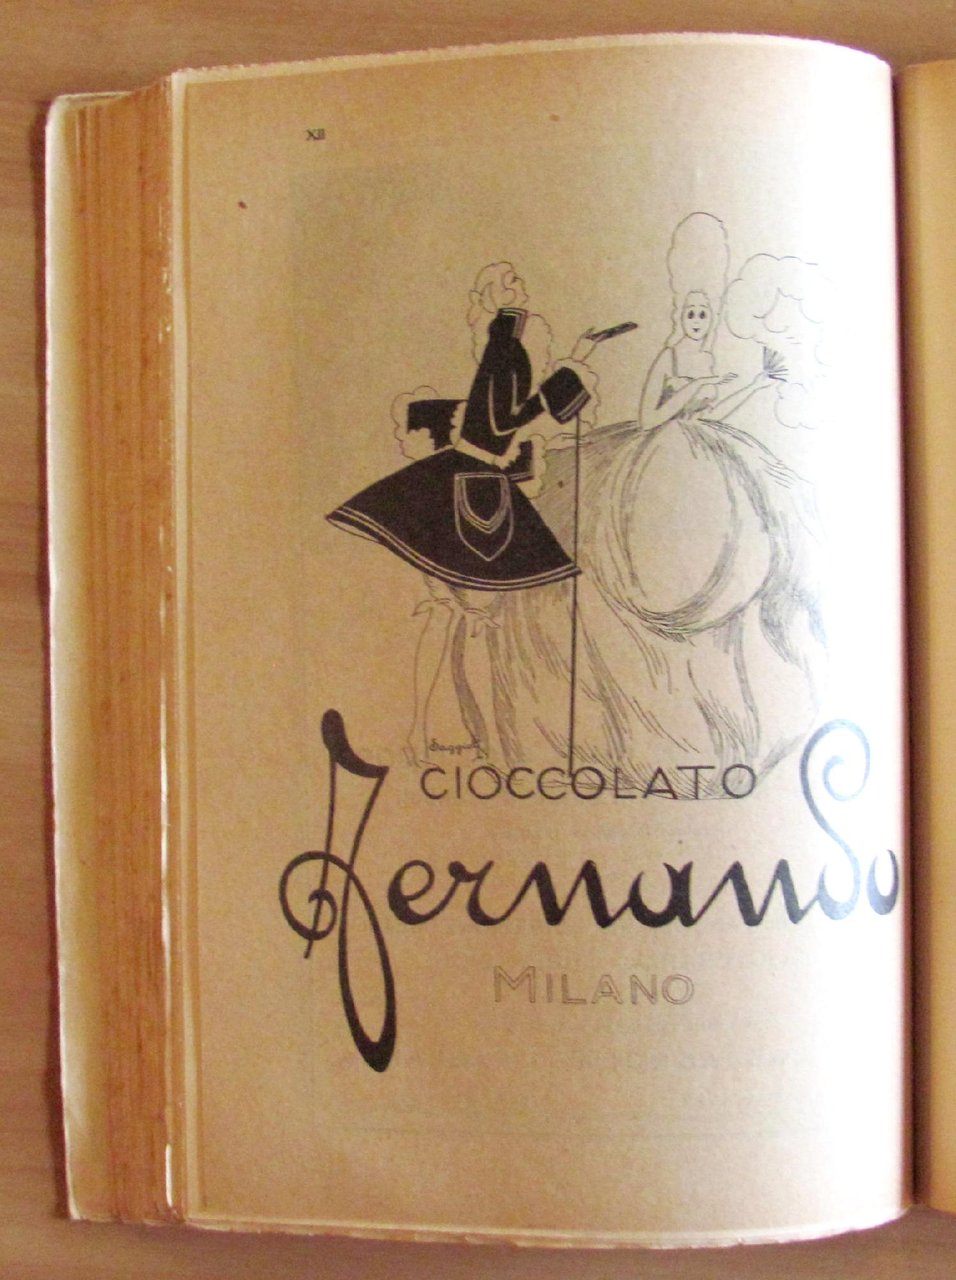 XII
CIOCCOLATO
Fernando
MILANO